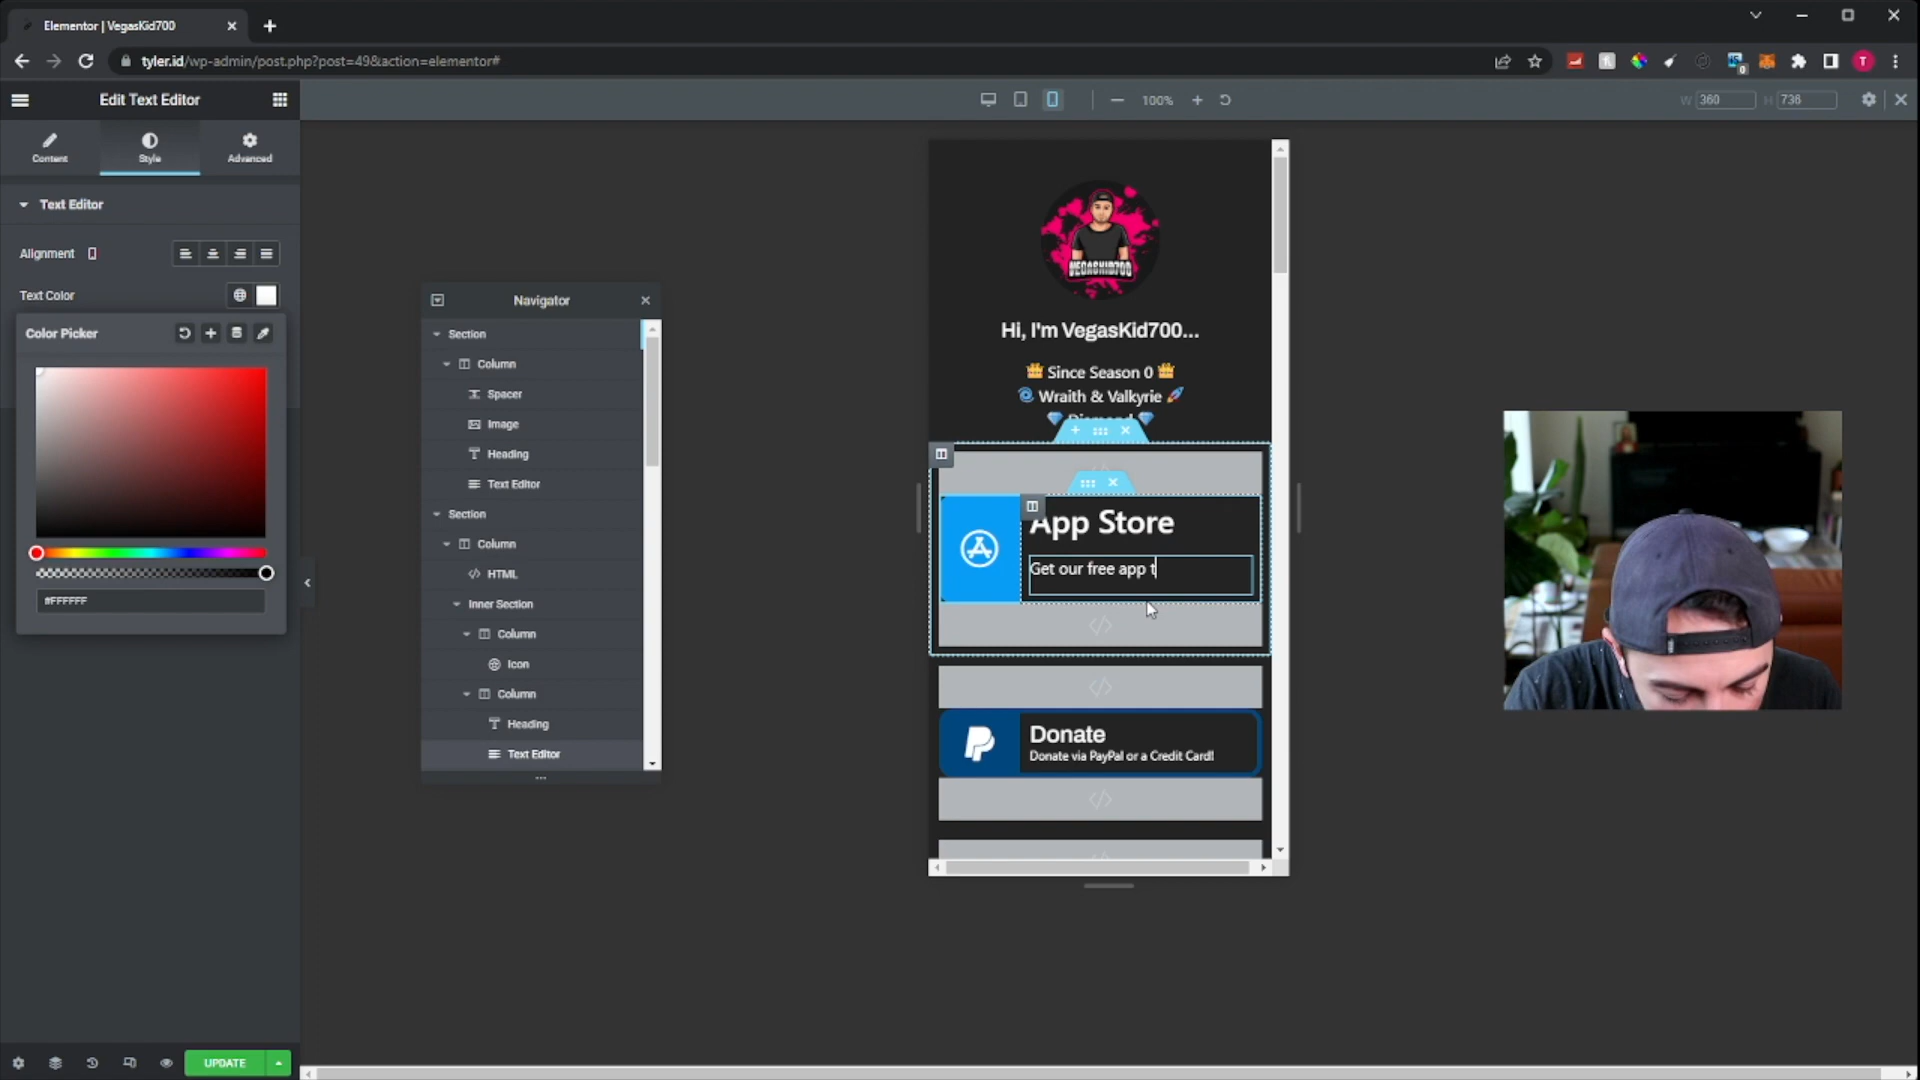 Elementor | VegasKid700
tyler.id/wp-admin/post.php?post=49&action=elementor#
0
T
Edit Text Editor
100%
W 360
H 736
Content
Style
Advanced
Text Editor
Alignment
Text Color
Color Picker
#FFFFFF
UPDATE
Navigator
Section
Column
Spacer
Image
Heading
Text Editor
Section
Column
HTML
Inner Section
Column
Icon
Column
Heading
Text Editor
VEGASKID700
Hi, I'm VegasKid700...
Since Season 0
Wraith & Valkyrie
Diamond
App Store
Get our free app t
Donate
Donate via PayPal or a Credit Card!